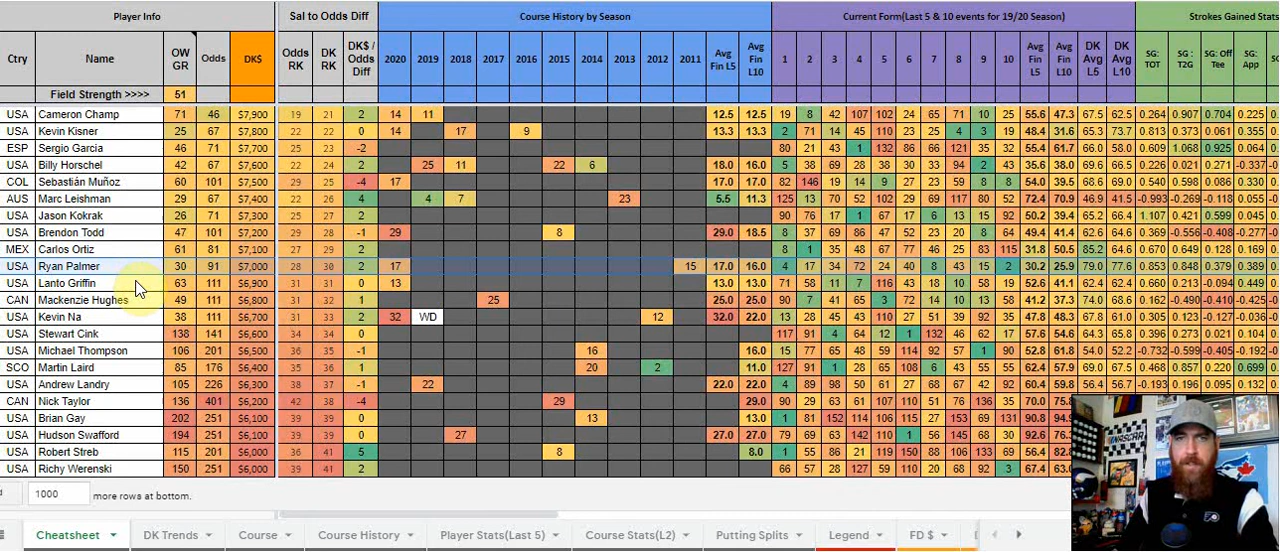 Player Info Sal to Odds Diff Course History by Season Current Form(Last 5 & 10 events for 19/20 Season) Strokes Gained Stats
Ctry Name OW GR Odds DK$ Odds RK DK RK DK$ / Odds Diff 2020 2019 2018 2017 2016 2015 2014 2013 2012 2011 Avg Fin L5 Avg Fin L10 1 2 3 4 5 6 7 8 9 10 Avg Fin L5 Avg Fin L10 DK Avg L5 DK Avg L10 SG: TOT SG : T2G SG: Off Tee SG: App
Field Strength >>>> 51
USA Cameron Champ 71 46 $7,900 19 21 2 14 11 12.5 12.5 19 8 42 107 102 24 65 71 10 25 55.6 47.3 67.5 62.5 0.264 0.907 0.704 0.225
USA Kevin Kisner 25 67 $7,800 22 22 0 14 17 9 13.3 13.3 2 71 14 45 110 23 25 4 3 48.4 31.6 65.3 73.7 0.813 0.373 0.061 0.355
ESP Sergio Garcia 46 71 $7,700 25 23 -2 80 21 43 1 132 86 66 121 35 32 55.4 61.7 66.0 58.0 0.609 1.068 0.925 0.064
USA Billy Horschel 42 67 $7,600 22 24 2 25 11 22 6 18.0 16.0 5 38 69 28 38 30 33 94 2 43 35.6 38.0 69.6 66.5 0.226 0.021 0.271 -0.337
COL Sebastián Muñoz 60 101 $7,500 29 25 -4 17 17.0 17.0 82 146 19 14 9 27 23 59 8 8 54.0 39.5 68.6 67.8 0.540 0.598 0.086 0.330
AUS Marc Leishman 29 67 $7,400 22 26 4 4 7 23 5.5 11.3 125 13 70 52 102 29 69 117 80 52 72.4 70.9 46.9 41.5 -0.993 -0.269 -0.118 0.055
USA Jason Kokrak 26 71 $7,300 25 27 2 90 76 17 1 67 17 6 13 15 92 50.2 39.4 66.2 66.4 1.107 0.421 0.599 0.045
USA Brendon Todd 47 101 $7,200 29 28 -1 29 8 29.0 18.5 8 37 69 86 47 52 23 20 8 64 49.4 41.4 69.3 72.9 0.369 -0.556 -0.408 -0.277
MEX Carlos Ortiz 61 81 $7,100 27 29 2 8 1 35 48 67 77 46 25 83 115 31.8 50.5 85.2 64.6 0.670 0.649 0.128 0.169
USA Ryan Palmer 30 91 $7,000 28 30 2 17 15 17.0 16.0 4 17 34 72 24 40 8 43 15 2 30.2 25.9 79.0 77.6 0.853 0.848 0.379 0.353
USA Lanto Griffin 63 111 $6,900 31 31 0 13 13.0 13.0 71 58 11 7 116 43 18 19 58 10 52.6 41.1 62.4 62.4 0.660 0.213 -0.094 0.449
CAN Mackenzie Hughes 49 111 $6,800 31 32 1 25 25.0 25.0 90 7 41 65 3 72 14 10 58 13 41.2 37.3 74.0 68.6 0.162 -0.490 -0.410 -0.425
USA Kevin Na 38 111 $6,700 31 33 2 32 WD 12 32.0 22.0 13 28 45 43 110 27 51 39 92 35 47.8 48.3 67.2 61.0 0.305 0.123 -0.127 -0.036
USA Stewart Cink 138 141 $6,600 34 34 0 117 91 4 64 12 1 132 46 62 17 57.6 54.6 65.0 67.9 0.396 0.273 0.021 0.104
USA Michael Thompson 106 201 $6,500 36 35 -1 16 16.0 15 77 65 48 59 114 92 57 1 90 52.8 61.8 54.0 52.2 -0.732 -0.599 -0.405 -0.192
SCO Martin Laird 85 176 $6,400 35 36 1 20 2 11.0 127 91 1 28 65 108 6 43 55 55 62.4 57.9 60.9 60.7 0.468 0.857 0.220 0.699
USA Andrew Landry 105 226 $6,300 38 37 -1 22 22.0 22.0 4 89 98 50 61 57 68 67 42 92 60.4 59.8 56.4 56.7 -0.193 0.196 0.095 0.132
CAN Nick Taylor 136 401 $6,200 42 38 -4 29 29.0 90 29 63 61 107 110 51 76 136 35 70.0
USA Brian Gay 202 251 $6,100 39 39 0 13 13.0 1 81 152 114 106 115 27 153 69 131 90.8
USA Hudson Swafford 194 251 $6,100 39 39 0 27 27.0 27.0 79 69 63 142 110 1 56 145 68 30 92.6
USA Robert Streb 115 251 $6,000 36 41 5 8 8.0 1 55 86 21 119 150 88 106 133 69 56.4
USA Richy Werenski 150 251 $6,000 39 41 2 66 57 28 127 59 110 20 68 92 3 67.4
1000 more rows at bottom.
Cheatsheet DK Trends Course Course History Player Stats(Last 5) Course Stats(L2) Putting Splits Legend FD $